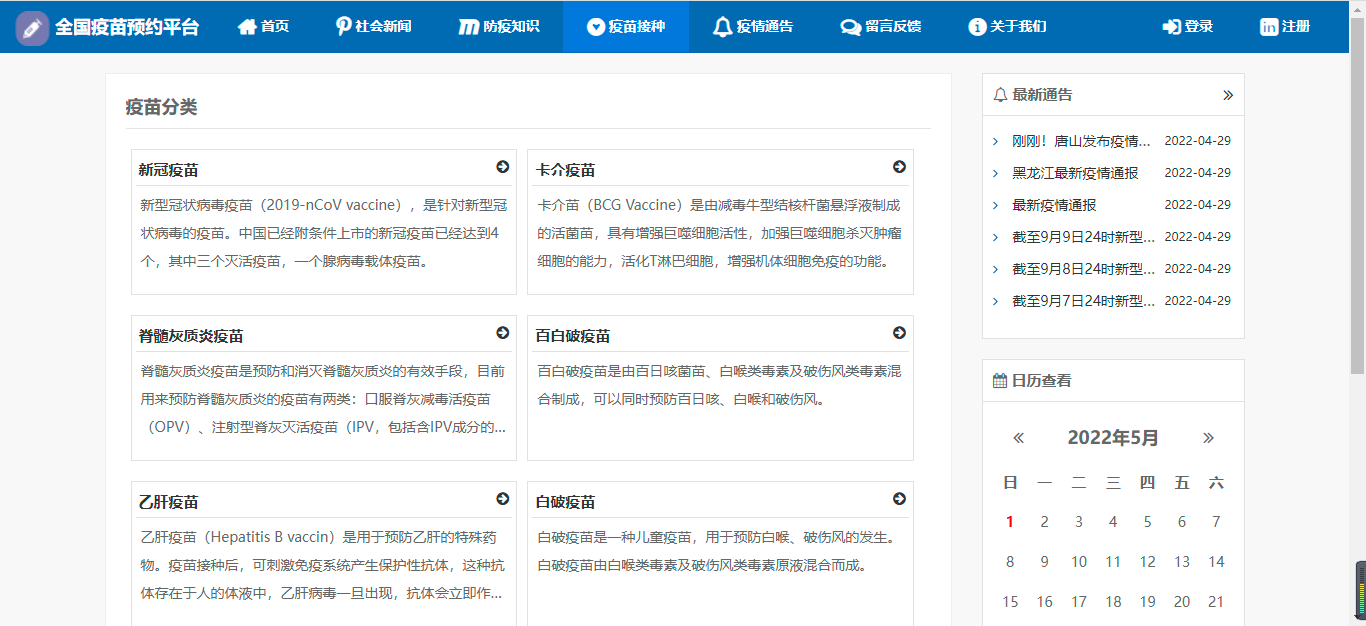 全国疫苗预约平台 首页 社会新闻 防疫知识 疫苗接种 疫情通告 留言反馈 关于我们 登录 注册
疫苗分类
新冠疫苗
新型冠状病毒疫苗（2019-nCoV vaccine），是针对新型冠
状病毒的疫苗。中国已经附条件上市的新冠疫苗已经达到4
个，其中三个灭活疫苗，一个腺病毒载体疫苗。
卡介疫苗
卡介苗（BCG Vaccine）是由减毒牛型结核杆菌悬浮液制成
的活菌苗，具有增强巨噬细胞活性，加强巨噬细胞杀灭肿瘤
细胞的能力，活化T淋巴细胞，增强机体细胞免疫的功能。
脊髓灰质炎疫苗
脊髓灰质炎疫苗是预防和消灭脊髓灰质炎的有效手段，目前
用来预防脊髓灰质炎的疫苗有两类：口服脊灰减毒活疫苗
（OPV）、注射型脊灰灭活疫苗（IPV，包括含IPV成分的...
百白破疫苗
百白破疫苗是由百日咳菌苗、白喉类毒素及破伤风类毒素混
合制成，可以同时预防百日咳、白喉和破伤风。
乙肝疫苗
乙肝疫苗（Hepatitis B vaccin）是用于预防乙肝的特殊药
物。疫苗接种后，可刺激免疫系统产生保护性抗体，这种抗
体存在于人的体液中，乙肝病毒一旦出现，抗体会立即作...
白破疫苗
白破疫苗是一种儿童疫苗，用于预防白喉、破伤风的发生。
白破疫苗由白喉类毒素及破伤风类毒素原液混合而成。
最新通告
刚刚！唐山发布疫情... 2022-04-29
黑龙江最新疫情通报 2022-04-29
最新疫情通报 2022-04-29
截至9月9日24时新型... 2022-04-29
截至9月8日24时新型... 2022-04-29
截至9月7日24时新型... 2022-04-29
日历查看
2022年5月
日 一 二 三 四 五 六
1 2 3 4 5 6 7
8 9 10 11 12 13 14
15 16 17 18 19 20 21